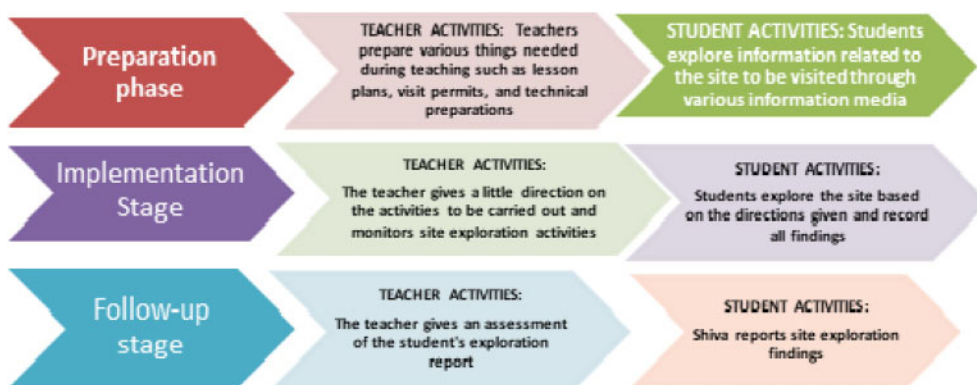 Preparation
phase
TEACHER ACTIVITIES: Teachers
prepare various things needed
during teaching such as lesson
plans, visit permits, and technical
preparations
STUDENT ACTIVITIES: Students
explore information related to
the site to be visited through
various information media
Implementation
Stage
TEACHER ACTIVITIES:
The teacher gives a little direction on
the activities to be carried out and
monitors site exploration activities
STUDENT ACTIVITIES:
Students explore the site based
on the directions given and record
all findings
Follow-up
stage
TEACHER ACTIVITIES:
The teacher gives an assessment
of the student's exploration
report
STUDENT ACTIVITIES:
Shiva reports site exploration
findings